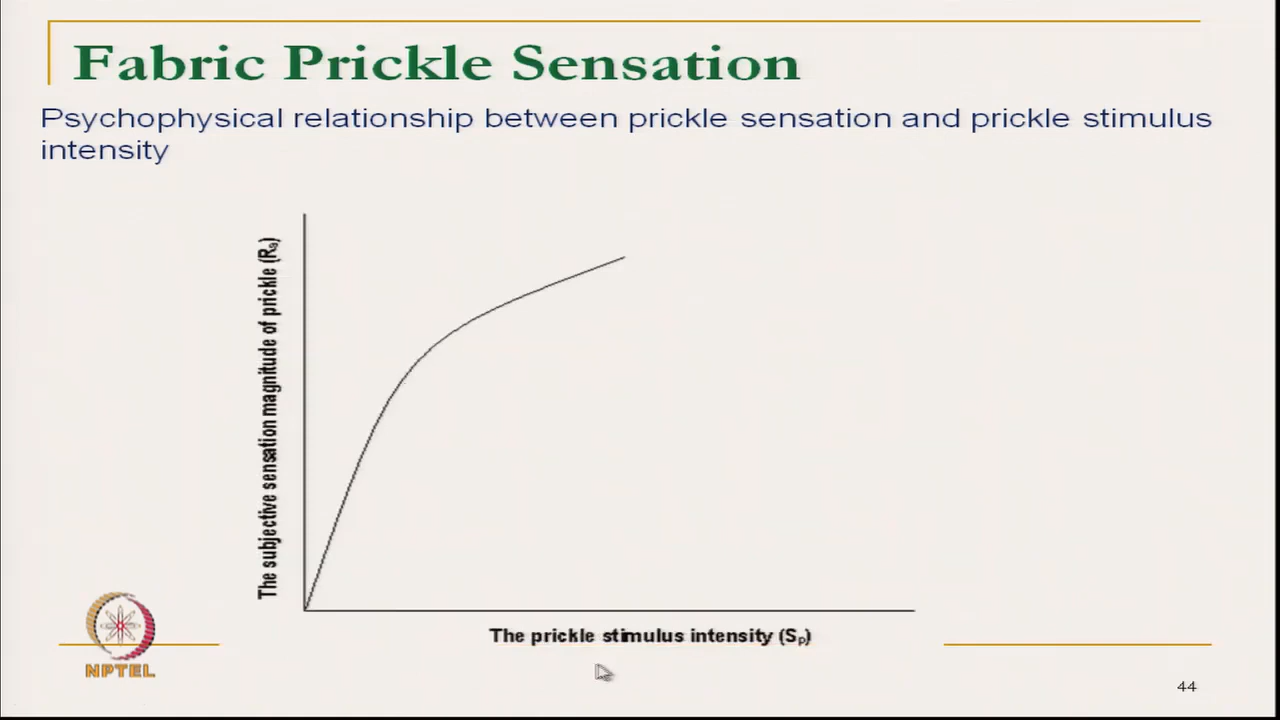 Fabric Prickle Sensation
Psychophysical relationship between prickle sensation and prickle stimulus
intensity
The subjective sensation magnitude of prickle (Rs)
The prickle stimulus intensity (Sp)
NPTEL
44